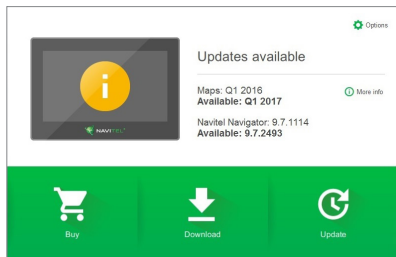 Options
Updates available
Maps: Q1 2016
Available: Q1 2017
More info
Navitel Navigator: 9.7.1114
Available: 9.7.2493
NAVITEL
Buy
Download
Update